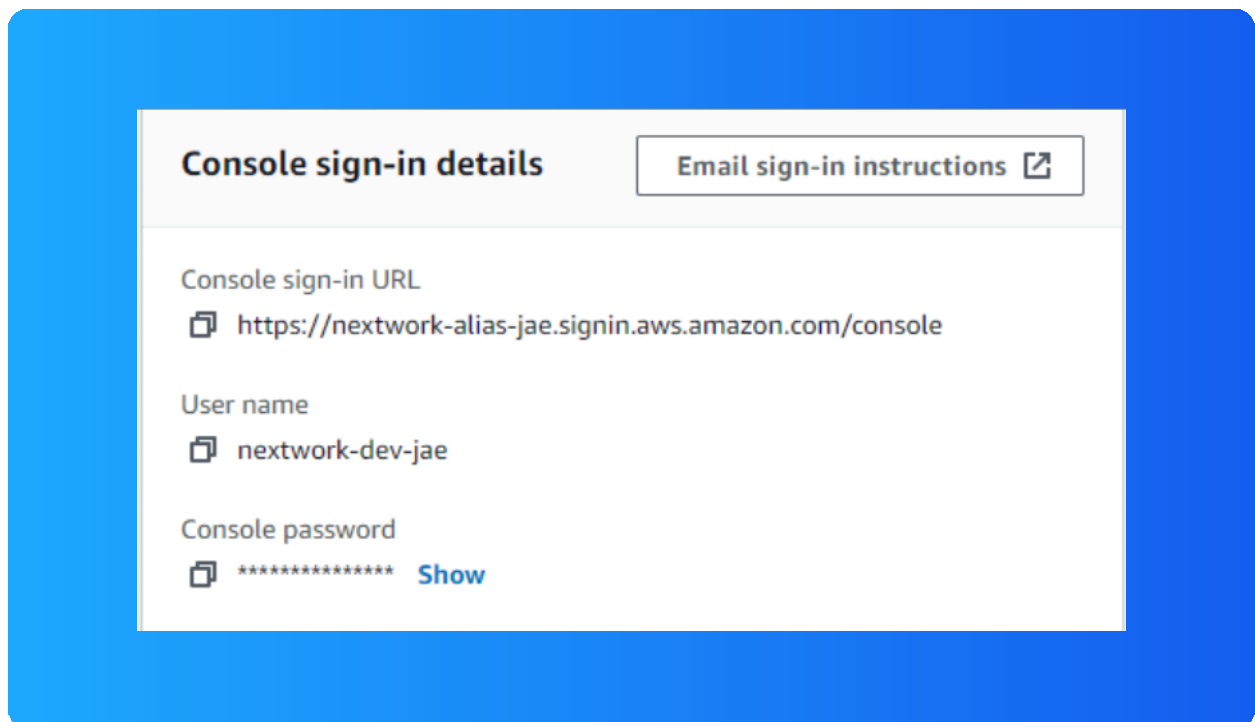 Console sign-in details
Email sign-in instructions
Console sign-in URL
https://nextwork-alias-jae.signin.aws.amazon.com/console
User name
nextwork-dev-jae
Console password
*************** Show